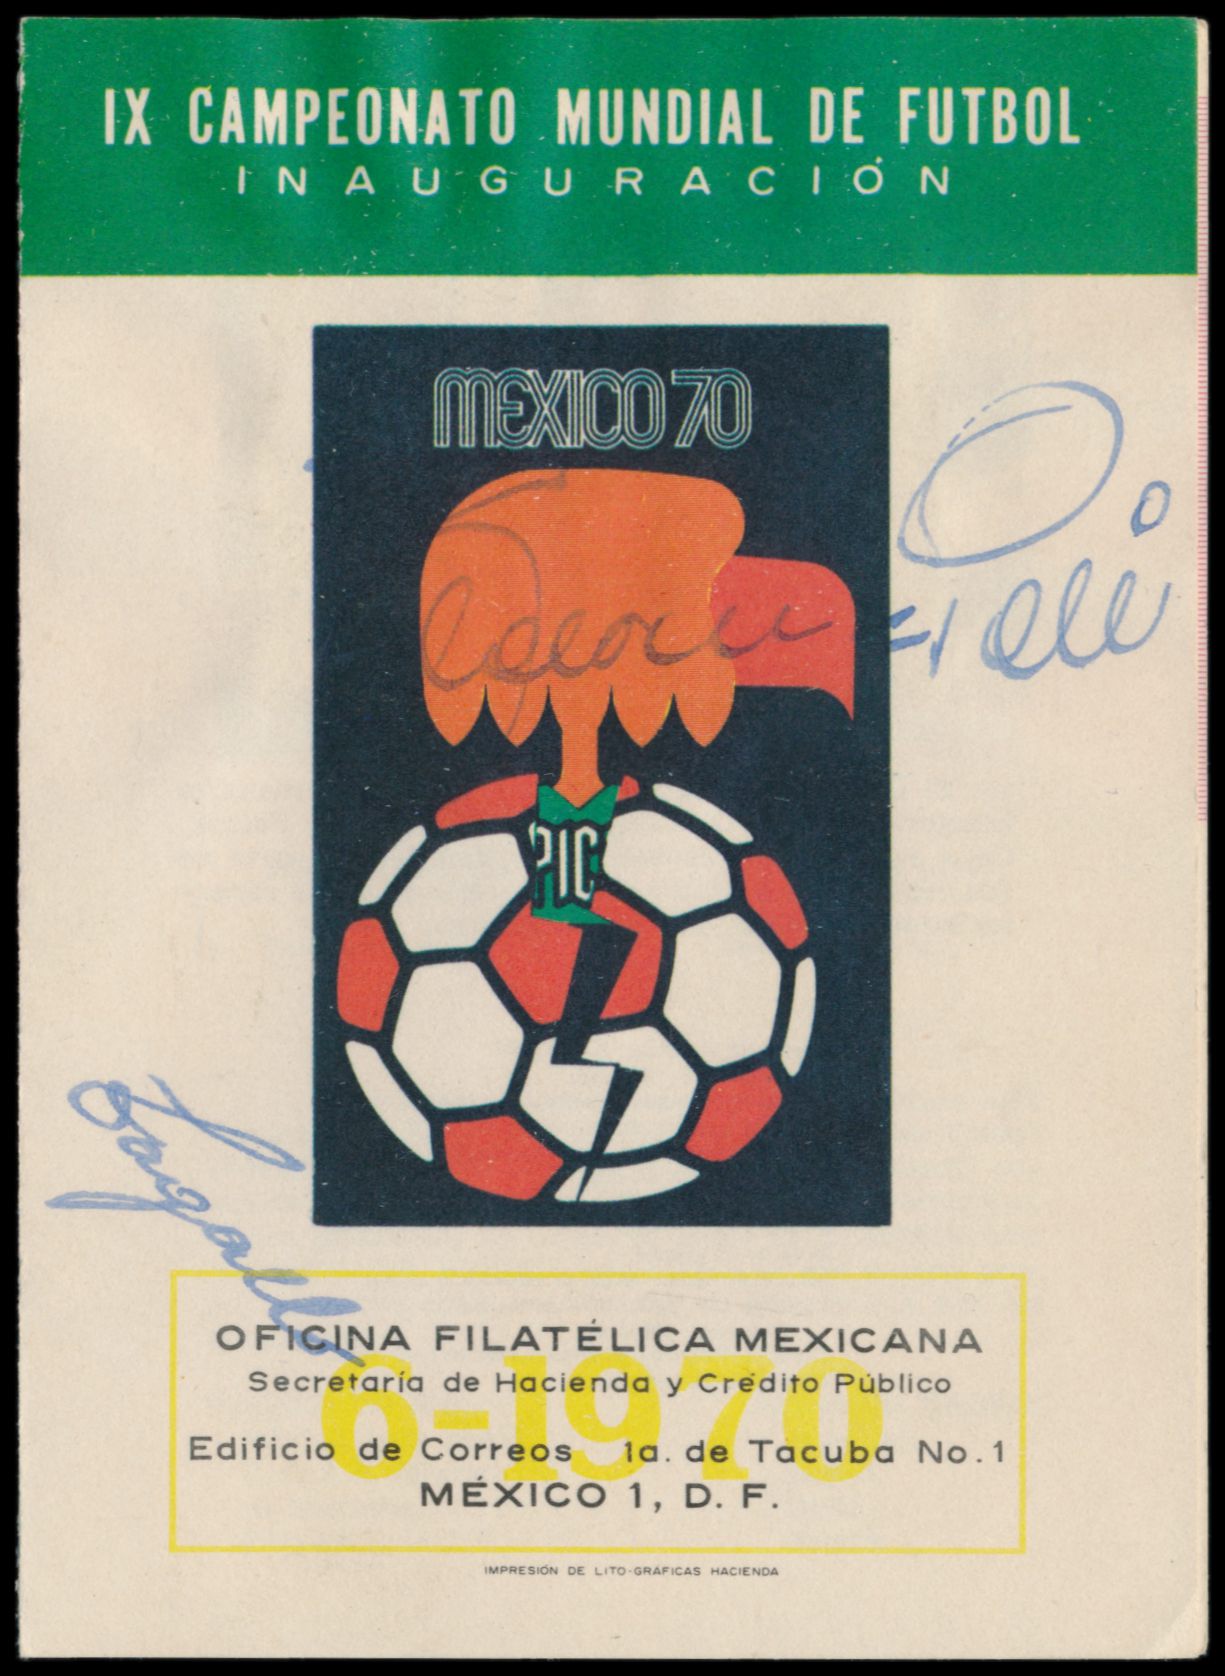 IX CAMPEONATO MUNDIAL DE FUTBOL
INAUGURACIÓN
MEXICO 70
PIC
OFICINA FILATÉLICA MEXICANA
Secretaría de Hacienda y Crédito Público
6-1970
Edificio de Correos 1a. de Tacuba No. 1
MÉXICO 1, D. F.
IMPRESIÓN DE LITO-GRÁFICAS HACIENDA